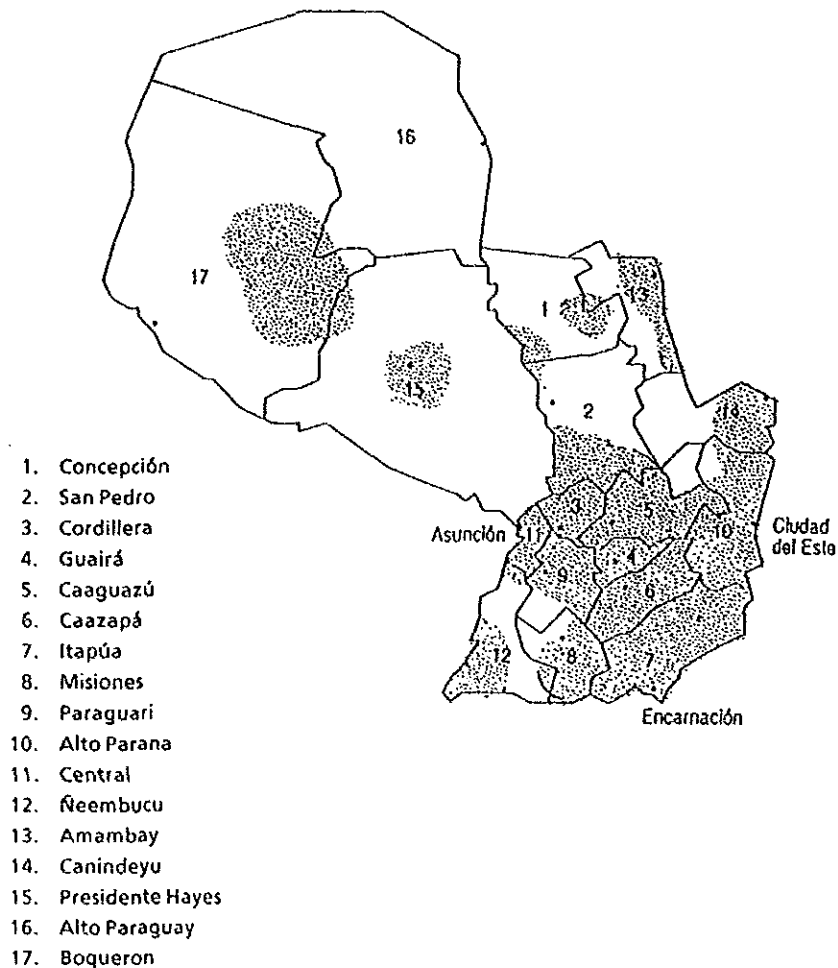 16
17
1
13
15
2
14
Asunción
11
3
5
10
Ciudad
del Este
4
9
6
12
8
7
Encarnación
1. Concepción
2. San Pedro
3. Cordillera
4. Guairá
5. Caaguazú
6. Caazapá
7. Itapúa
8. Misiones
9. Paraguari
10. Alto Parana
11. Central
12. Ñeembucu
13. Amambay
14. Canindeyu
15. Presidente Hayes
16. Alto Paraguay
17. Boqueron